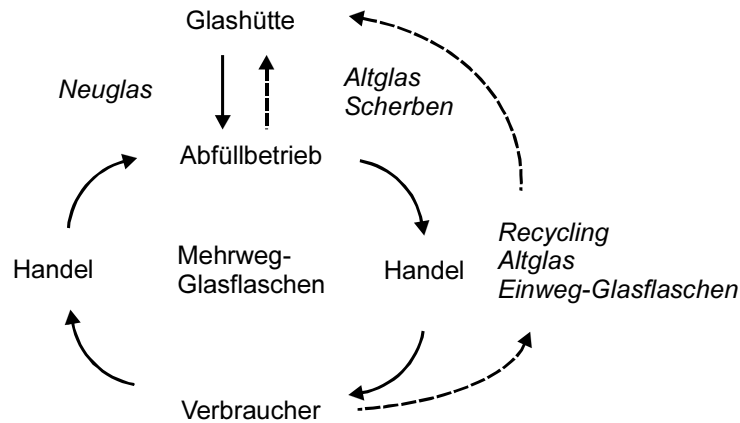 Glashütte
Neuglas
Altglas
Scherben
Abfüllbetrieb
Handel
Mehrweg-
Glasflaschen
Handel
Recycling
Altglas
Einweg-Glasflaschen
Verbraucher